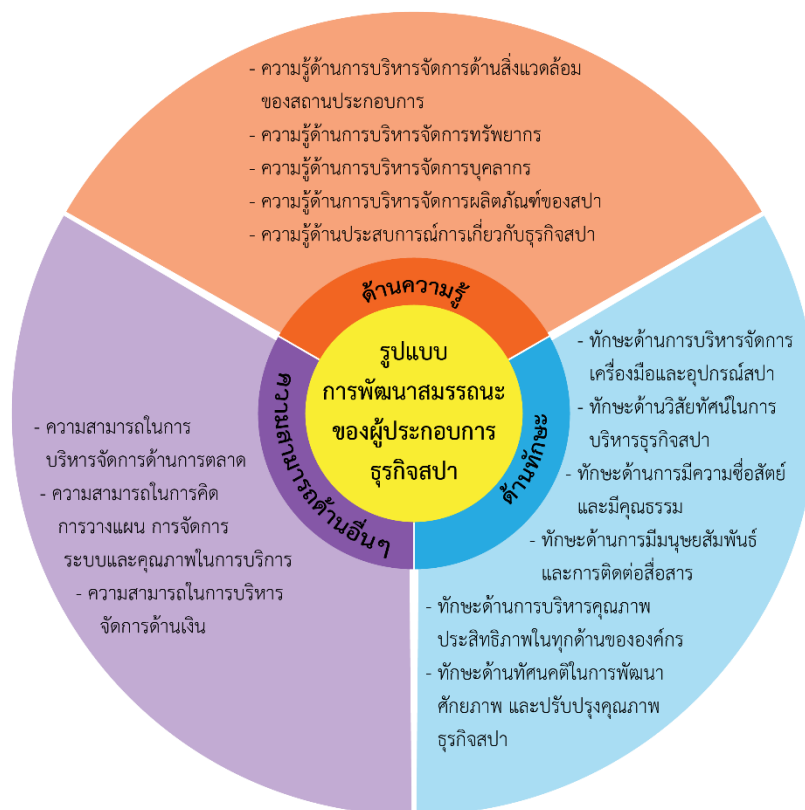 - ความรู้ด้านการบริหารจัดการด้านสิ่งแวดล้อม
ของสถานประกอบการ
- ความรู้ด้านการบริหารจัดการทรัพยากร
- ความรู้ด้านการบริหารจัดการบุคลากร
- ความรู้ด้านการบริหารจัดการผลิตภัณฑ์ของสปา
- ความรู้ด้านประสบการณ์การเกี่ยวกับธุรกิจสปา
ด้านความรู้
รูปแบบ
การพัฒนาสมรรถนะ
ของผู้ประกอบการ
ธุรกิจสปา
ด้านทักษะ
- ทักษะด้านการบริหารจัดการ
เครื่องมือและอุปกรณ์สปา
- ทักษะด้านวิสัยทัศน์ในการ
บริหารธุรกิจสปา
- ทักษะด้านการมีความซื่อสัตย์
และมีคุณธรรม
- ทักษะด้านการมีมนุษยสัมพันธ์
และการติดต่อสื่อสาร
- ทักษะด้านการบริหารคุณภาพ
ประสิทธิภาพในทุกด้านขององค์กร
- ทักษะด้านทัศนคติในการพัฒนา
ศักยภาพ และปรับปรุงคุณภาพ
ธุรกิจสปา
ความสามารถด้านอื่นๆ
- ความสามารถในการ
บริหารจัดการด้านการตลาด
- ความสามารถในการคิด
การวางแผน การจัดการ
ระบบและคุณภาพในการบริการ
- ความสามารถในการบริหาร
จัดการด้านเงิน